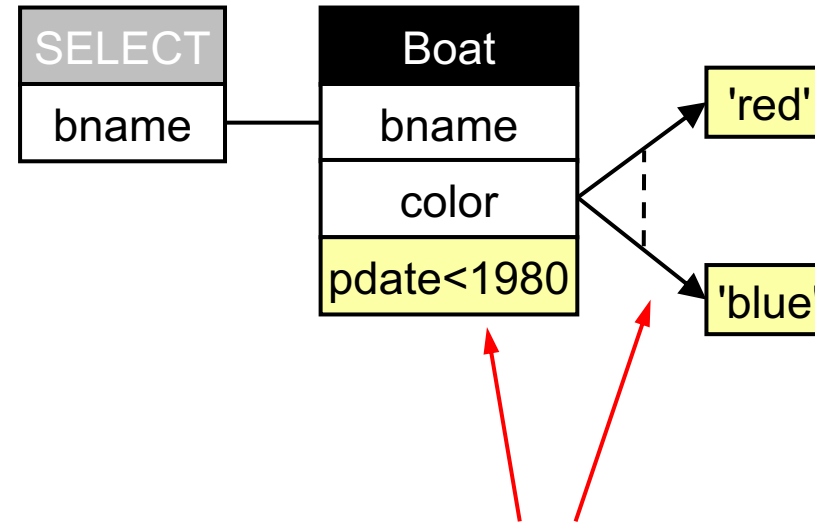 SELECT
bname
Boat
bname
color
pdate<1980
'red'
'blue'